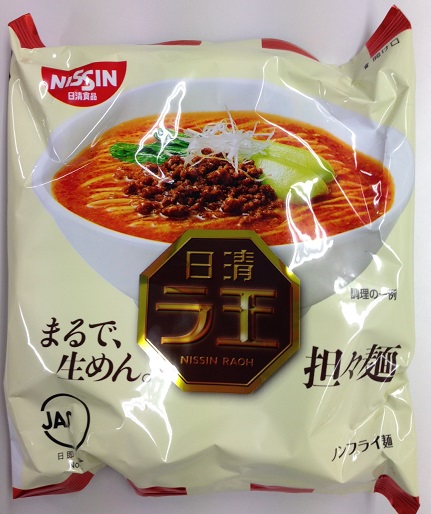 NISSIN
日清食品
調理の一例
日清
ラ王
NISSIN RAOH
まるで、
生めん。
担々麺
ノンフライ麺